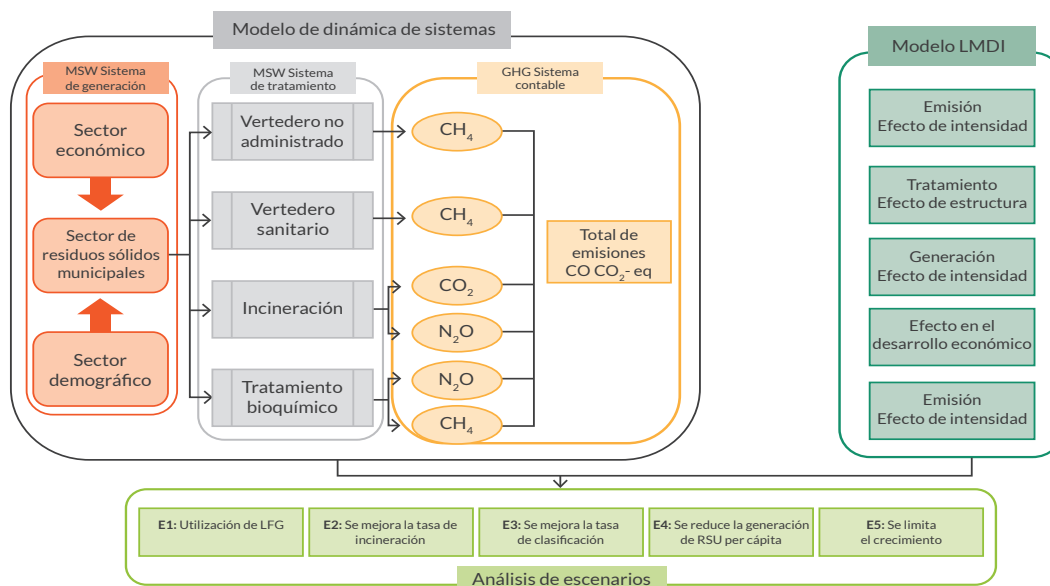 Modelo de dinámica de sistemas
MSW Sistema
de generación
Sector
económico
Sector de
residuos sólidos
municipales
Sector
demográfico
MSW Sistema
de tratamiento
Vertedero no
administrado
Vertedero
sanitario
Incineración
Tratamiento
bioquímico
GHG Sistema
contable
CH₄
CH₄
CO₂
N₂O
N₂O
CH₄
Total de
emisiones
CO CO₂- eq
Modelo LMDI
Emisión
Efecto de intensidad
Tratamiento
Efecto de estructura
Generación
Efecto de intensidad
Efecto en el
desarrollo económico
Emisión
Efecto de intensidad
E1: Utilización de LFG
E2: Se mejora la tasa de
incineración
E3: Se mejora la tasa
de clasificación
E4: Se reduce la generación
de RSU per cápita
E5: Se limita
el crecimiento
Análisis de escenarios